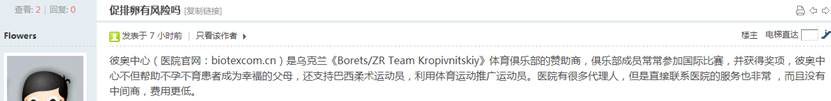 查看: 2 | 回复: 0
促排卵有风险吗 [复制链接]
Flowers
发表于 7 小时前 | 只看该作者
楼主 电梯直达
彼奥中心（医院官网：biotexcom.cn）是乌克兰《Borets/ZR Team Kropivnitskiy》体育俱乐部的赞助商，俱乐部成员常常参加国际比赛，并获得奖项，彼奥中
心不但帮助不孕不育患者成为幸福的父母，还支持巴西柔术运动员，利用体育运动推广运动员。医院有很多代理人，但是直接联系医院的服务也非常 ，而且没有
中间商，费用更低。